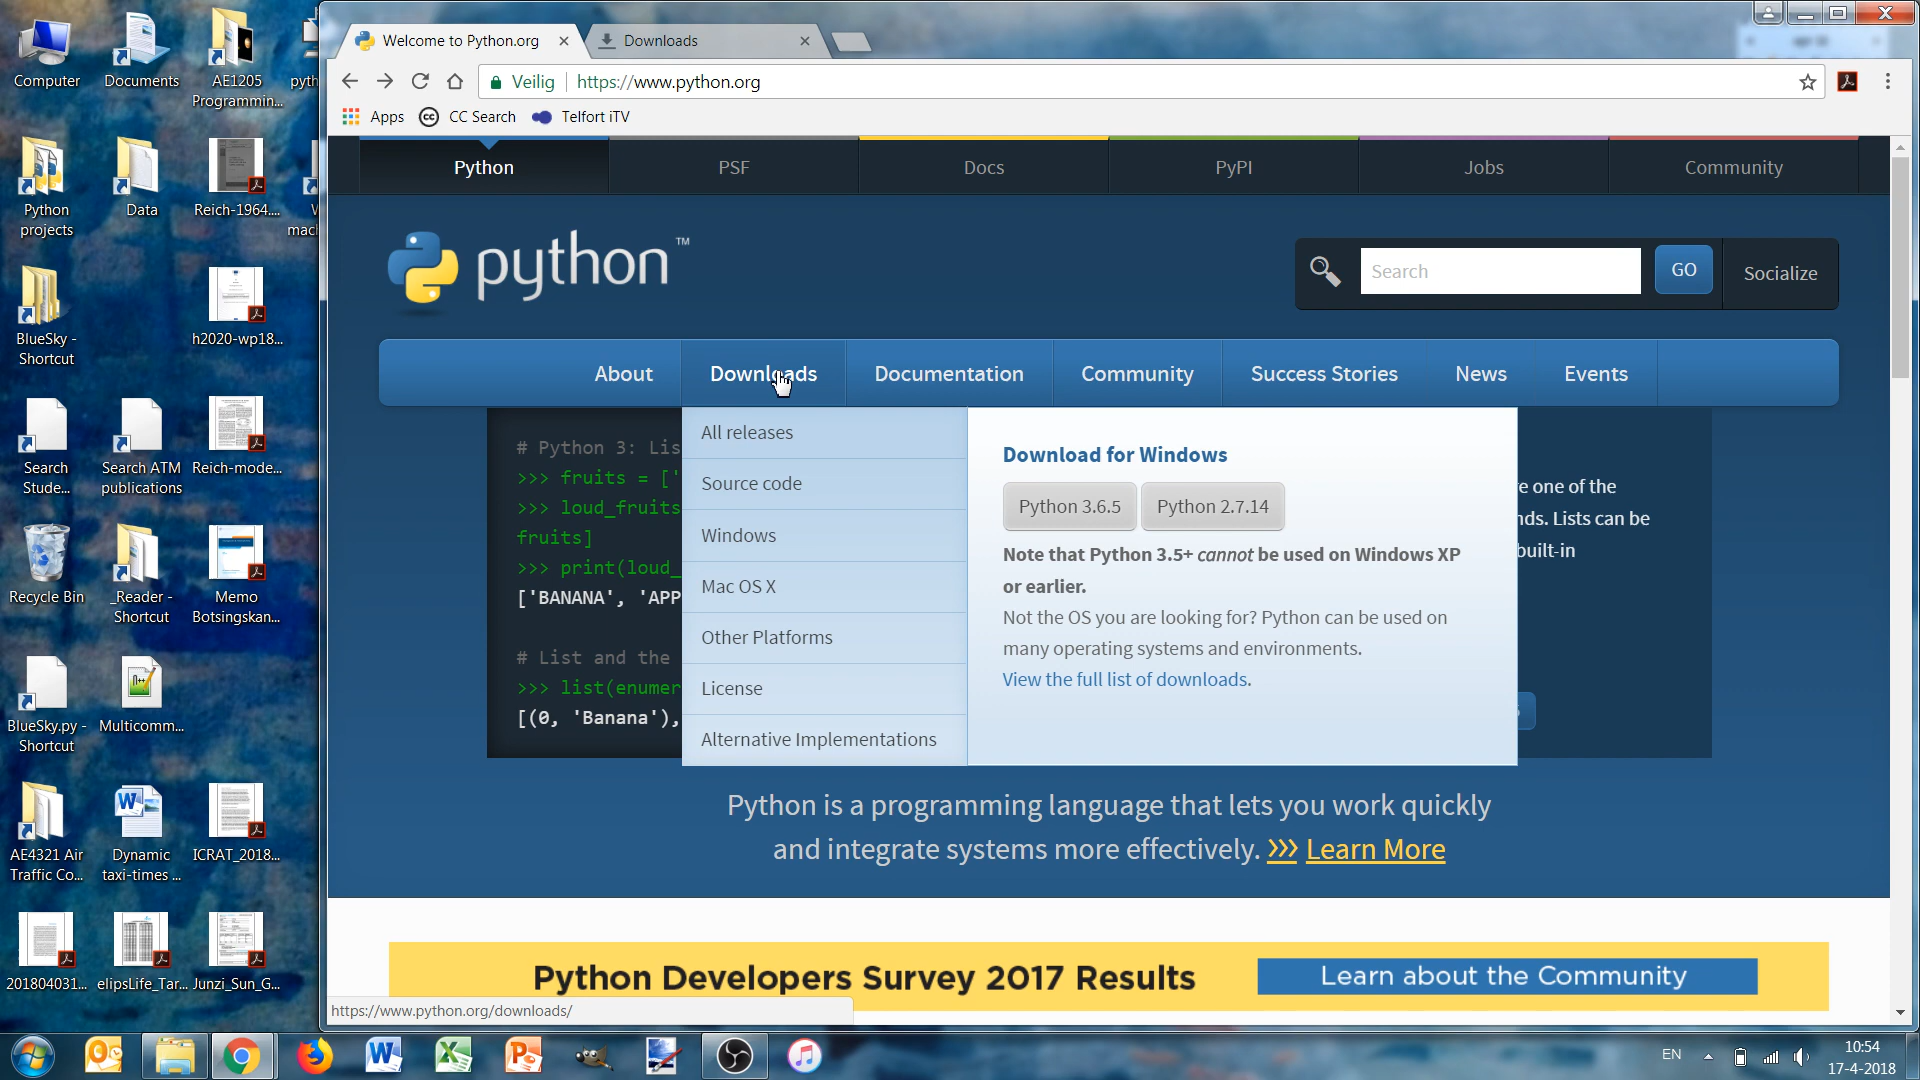 Computer
Documents
AE1205
Programmin...
pyth
Python
projects
Data
Reich-1964....
mach
BlueSky -
Shortcut
h2020-wp18...
Search
Stude...
Search ATM
publications
Reich-mode...
Recycle Bin
_Reader -
Shortcut
Memo
Botsingskan...
BlueSky.py -
Shortcut
Multicomm...
AE4321 Air
Traffic Co...
Dynamic
taxi-times ...
ICRAT_2018...
201804031...
elipsLife_Tar...
Junzi_Sun_G...
Welcome to Python.org
Downloads
Veilig
https://www.python.org
Apps
CC Search
Telfort iTV
Python
PSF
Docs
PyPI
Jobs
Community
python™
Search
GO
Socialize
About
Downloads
Documentation
Community
Success Stories
News
Events
# Python 3: Lis
>>> fruits = ['
>>> loud_fruits
fruits]
>>> print(loud_
['BANANA', 'APP
# List and the
>>> list(enumer
[(0, 'Banana'),
All releases
Source code
Windows
Mac OS X
Other Platforms
License
Alternative Implementations
Download for Windows
Python 3.6.5
Python 2.7.14
Note that Python 3.5+ cannot be used on Windows XP
or earlier.
Not the OS you are looking for? Python can be used on
many operating systems and environments.
View the full list of downloads.
e one of the
nds. Lists can be
built-in
Python is a programming language that lets you work quickly
and integrate systems more effectively. >>> Learn More
Python Developers Survey 2017 Results
Learn about the Community
https://www.python.org/downloads/
EN
10:54
17-4-2018